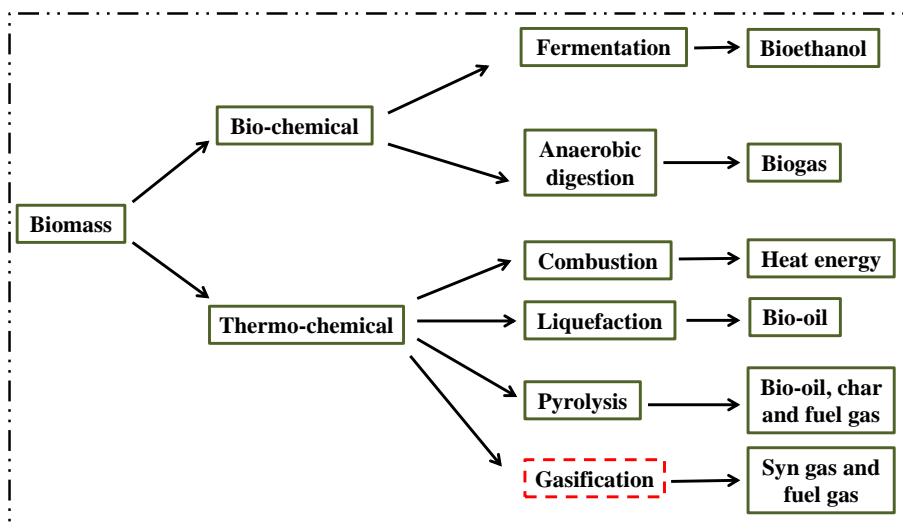 Fermentation
Bioethanol
Bio-chemical
Anaerobic
digestion
Biogas
Biomass
Combustion
Heat energy
Thermo-chemical
Liquefaction
Bio-oil
Pyrolysis
Bio-oil, char
and fuel gas
Gasification
Syn gas and
fuel gas